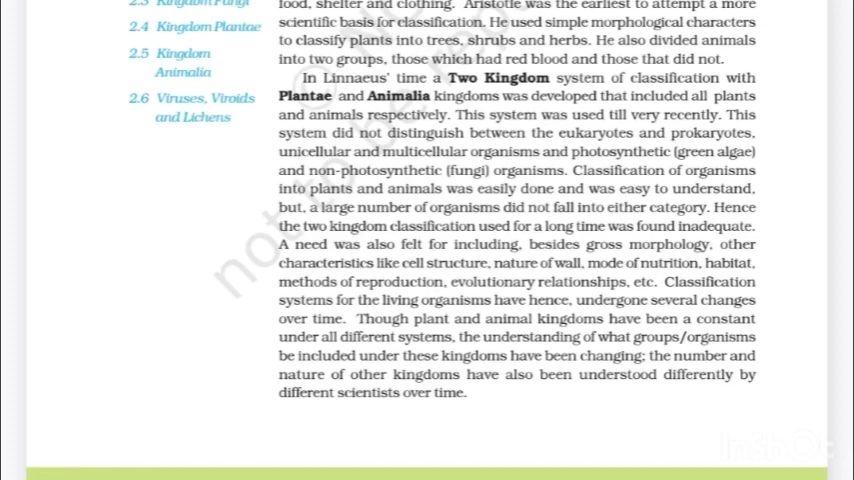 2.3 Kingdom Fungi
2.4 Kingdom Plantae
2.5 Kingdom
Animalia
2.6 Viruses, Viroids
and Lichens
food, shelter and clothing. Aristotle was the earliest to attempt a more
scientific basis for classification. He used simple morphological characters
to classify plants into trees, shrubs and herbs. He also divided animals
into two groups, those which had red blood and those that did not.
In Linnaeus' time a Two Kingdom system of classification with
Plantae and Animalia kingdoms was developed that included all plants
and animals respectively. This system was used till very recently. This
system did not distinguish between the eukaryotes and prokaryotes,
unicellular and multicellular organisms and photosynthetic (green algae)
and non-photosynthetic (fungi) organisms. Classification of organisms
into plants and animals was easily done and was easy to understand,
but, a large number of organisms did not fall into either category. Hence
the two kingdom classification used for a long time was found inadequate.
A need was also felt for including, besides gross morphology, other
characteristics like cell structure, nature of wall, mode of nutrition, habitat,
methods of reproduction, evolutionary relationships, etc. Classification
systems for the living organisms have hence, undergone several changes
over time. Though plant and animal kingdoms have been a constant
under all different systems, the understanding of what groups/organisms
be included under these kingdoms have been changing; the number and
nature of other kingdoms have also been understood differently by
different scientists over time.
not to be rep
InShOt